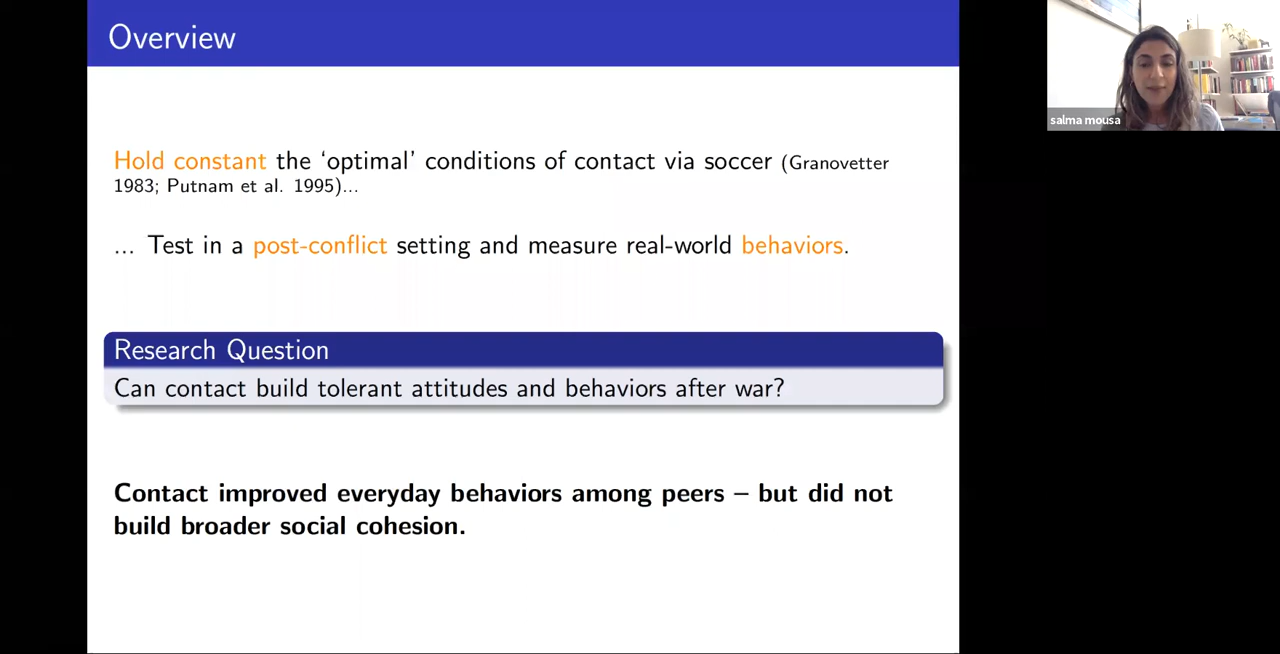 Overview
Hold constant the ‘optimal’ conditions of contact via soccer (Granovetter
1983; Putnam et al. 1995)...
... Test in a post-conflict setting and measure real-world behaviors.
Research Question
Can contact build tolerant attitudes and behaviors after war?
Contact improved everyday behaviors among peers – but did not
build broader social cohesion.
salma mousa